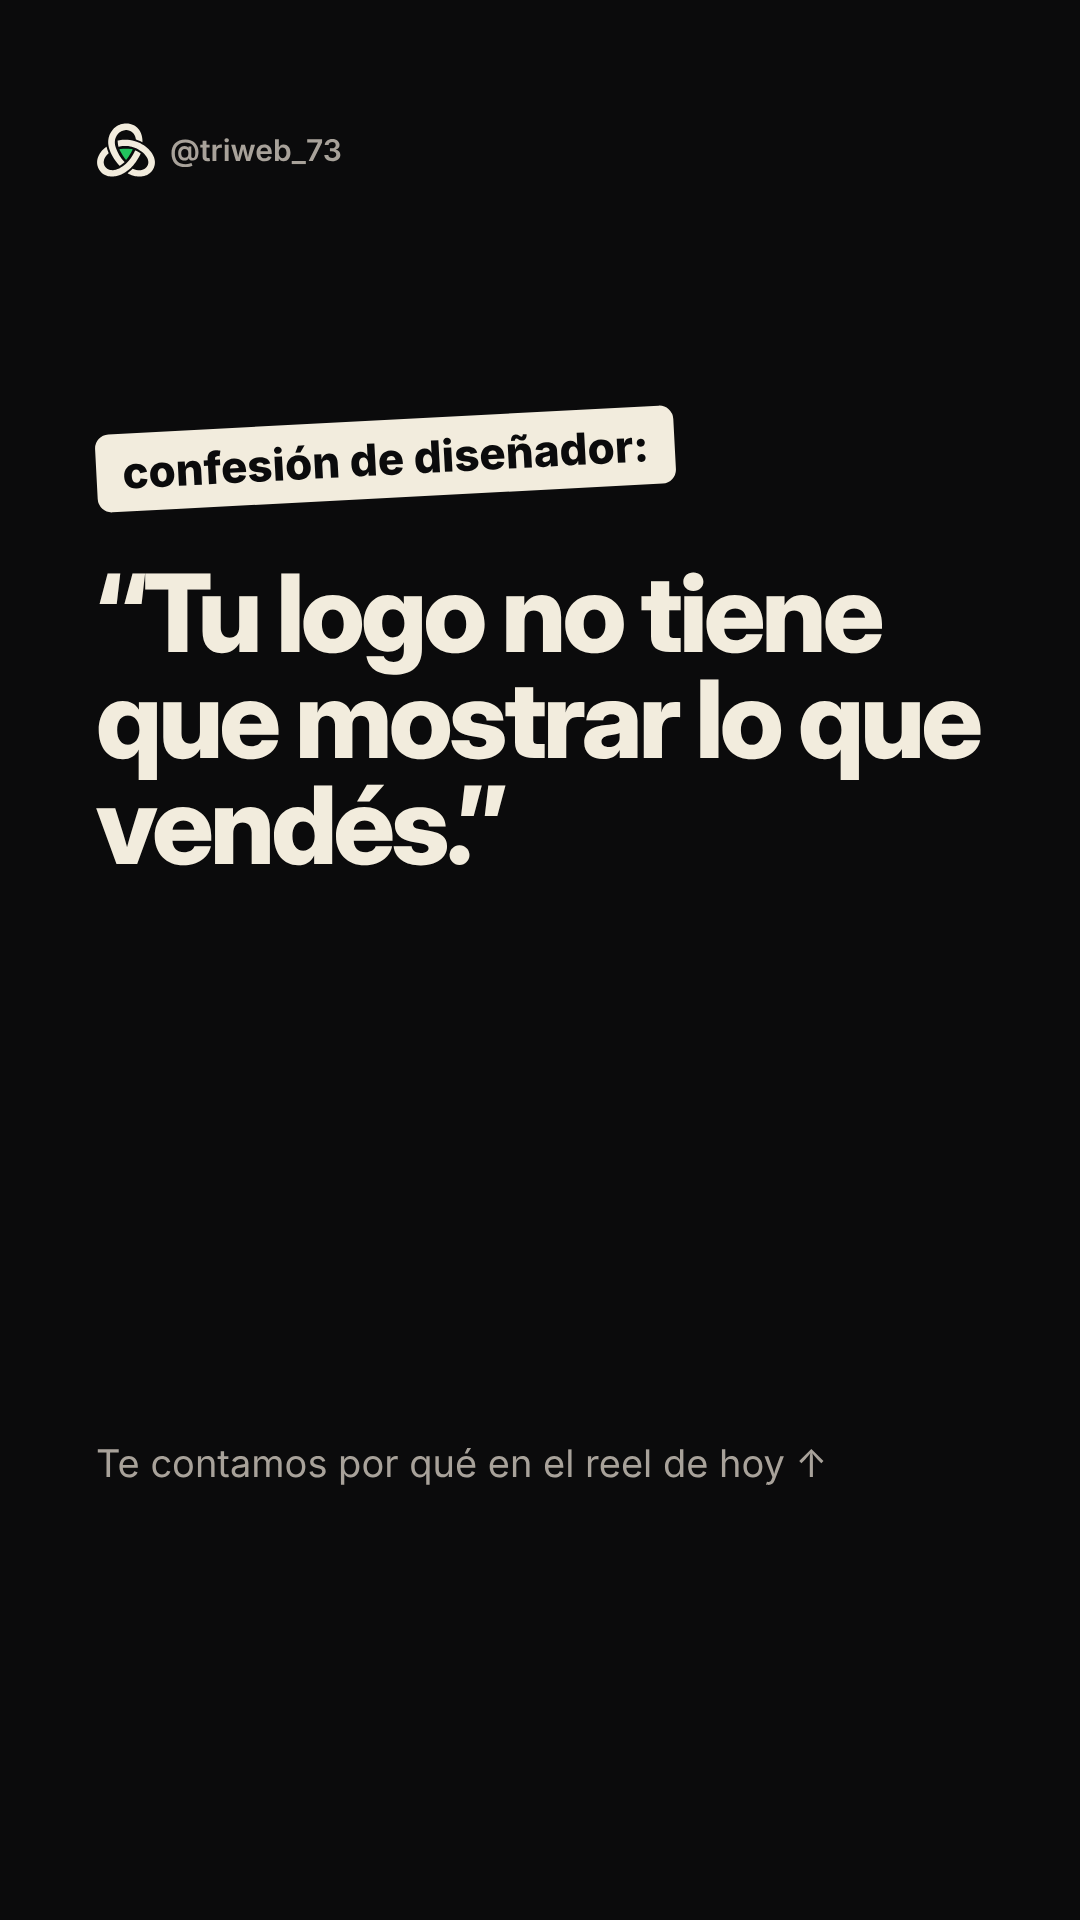 @triweb_73
confesión de diseñador:
“Tu logo no tiene
que mostrar lo que
vendés.”
Te contamos por qué en el reel de hoy ↑